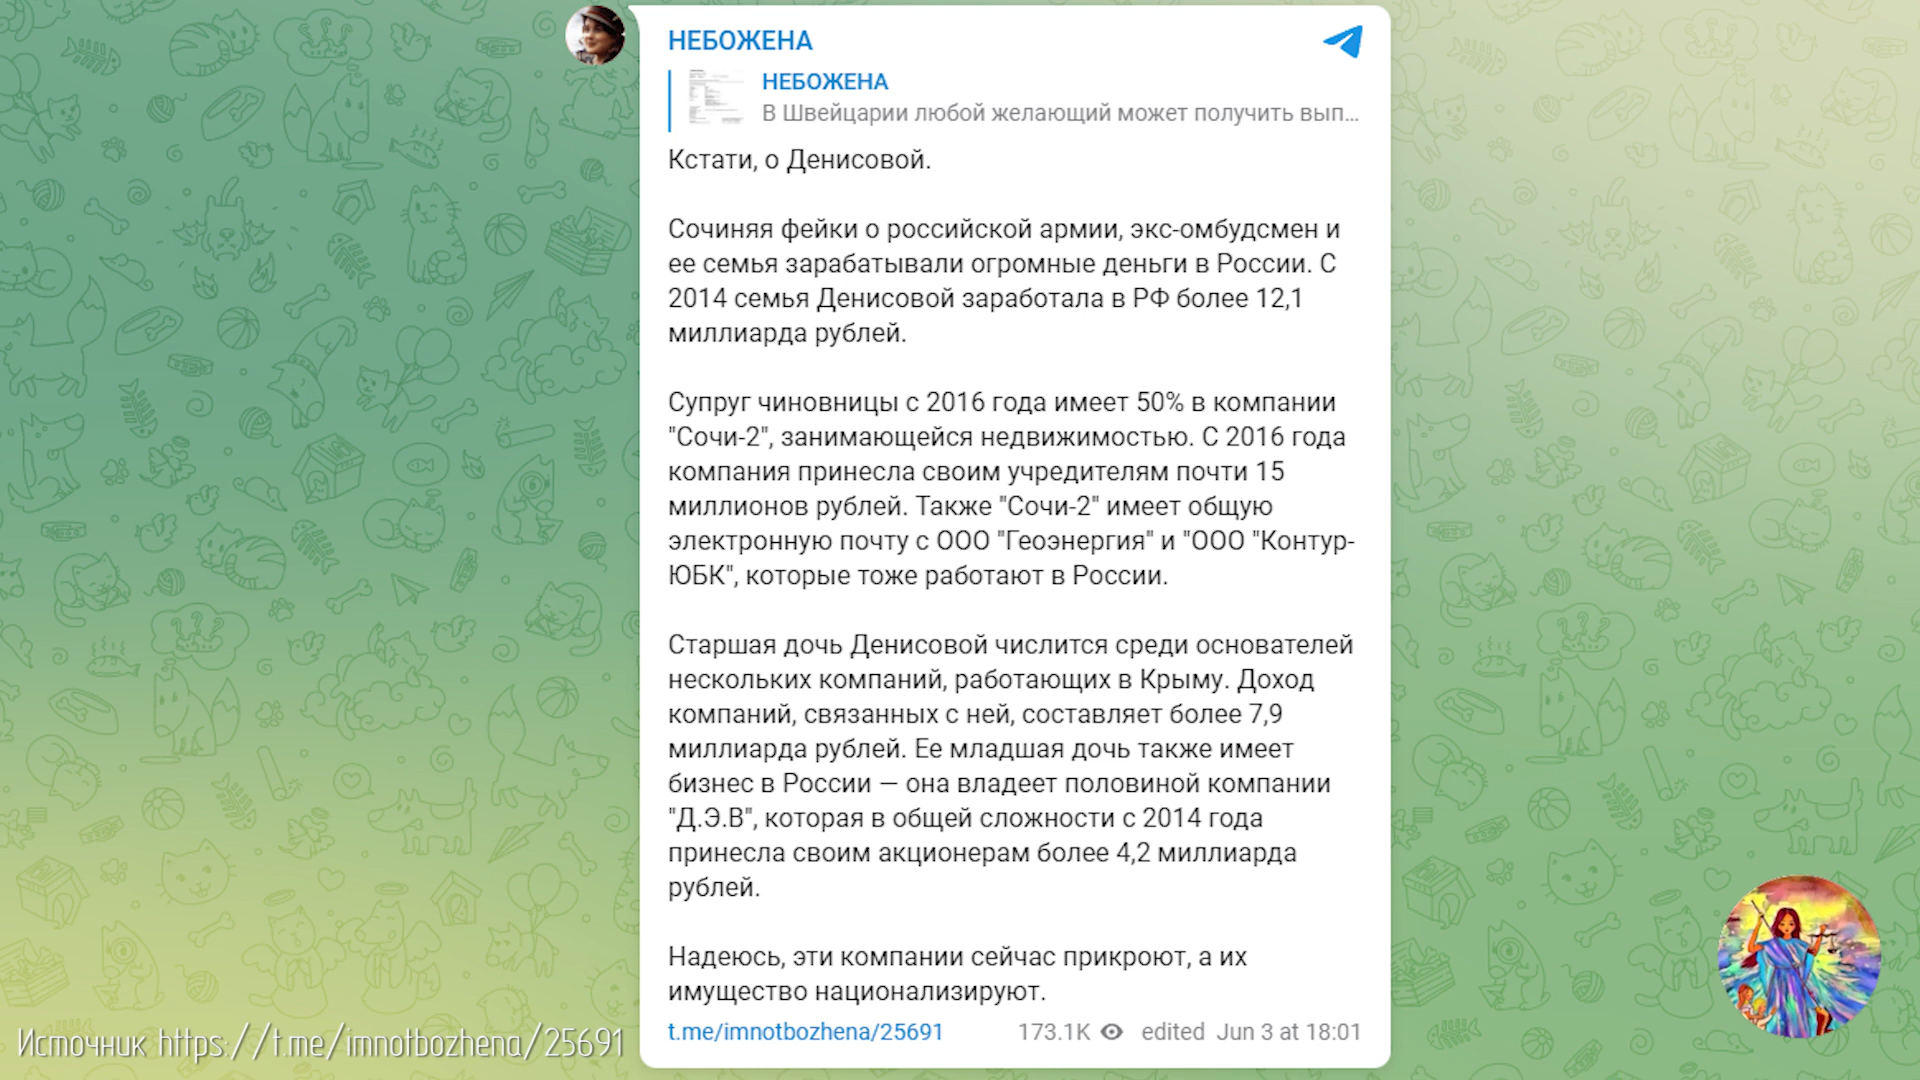 НЕБОЖЕНА
НЕБОЖЕНА
В Швейцарии любой желающий может получить вып...
Кстати, о Денисовой.
Сочиняя фейки о российской армии, экс-омбудсмен и
ее семья зарабатывали огромные деньги в России. С
2014 семья Денисовой заработала в РФ более 12,1
миллиарда рублей.
Супруг чиновницы с 2016 года имеет 50% в компании
"Сочи-2", занимающейся недвижимостью. С 2016 года
компания принесла своим учредителям почти 15
миллионов рублей. Также "Сочи-2" имеет общую
электронную почту с ООО "Геоэнергия" и "ООО "Контур-
ЮБК", которые тоже работают в России.
Старшая дочь Денисовой числится среди основателей
нескольких компаний, работающих в Крыму. Доход
компаний, связанных с ней, составляет более 7,9
миллиарда рублей. Ее младшая дочь также имеет
бизнес в России — она владеет половиной компании
"Д.Э.В", которая в общей сложности с 2014 года
принесла своим акционерам более 4,2 миллиарда
рублей.
Надеюсь, эти компании сейчас прикроют, а их
имущество национализируют.
t.me/imnotbozhena/25691 173.1K edited Jun 3 at 18:01
Источник https://t.me/imnotbozhena/25691